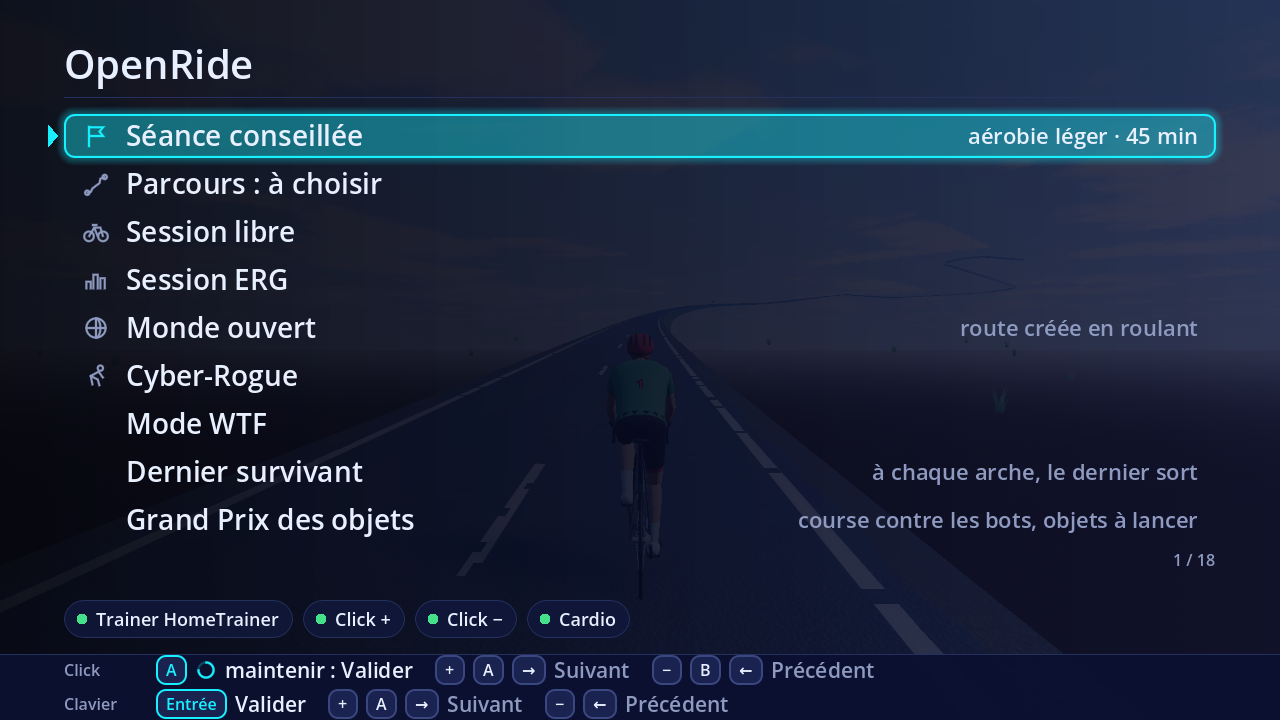 OpenRide
Séance conseillée aérobie léger · 45 min
Parcours : à choisir
Session libre
Session ERG
Monde ouvert route créée en roulant
Cyber-Rogue
Mode WTF
Dernier survivant à chaque arche, le dernier sort
Grand Prix des objets course contre les bots, objets à lancer
1 / 18
Trainer HomeTrainer Click + Click − Cardio
Click A maintenir : Valider + A → Suivant − B ← Précédent
Clavier Entrée Valider + A → Suivant − ← Précédent